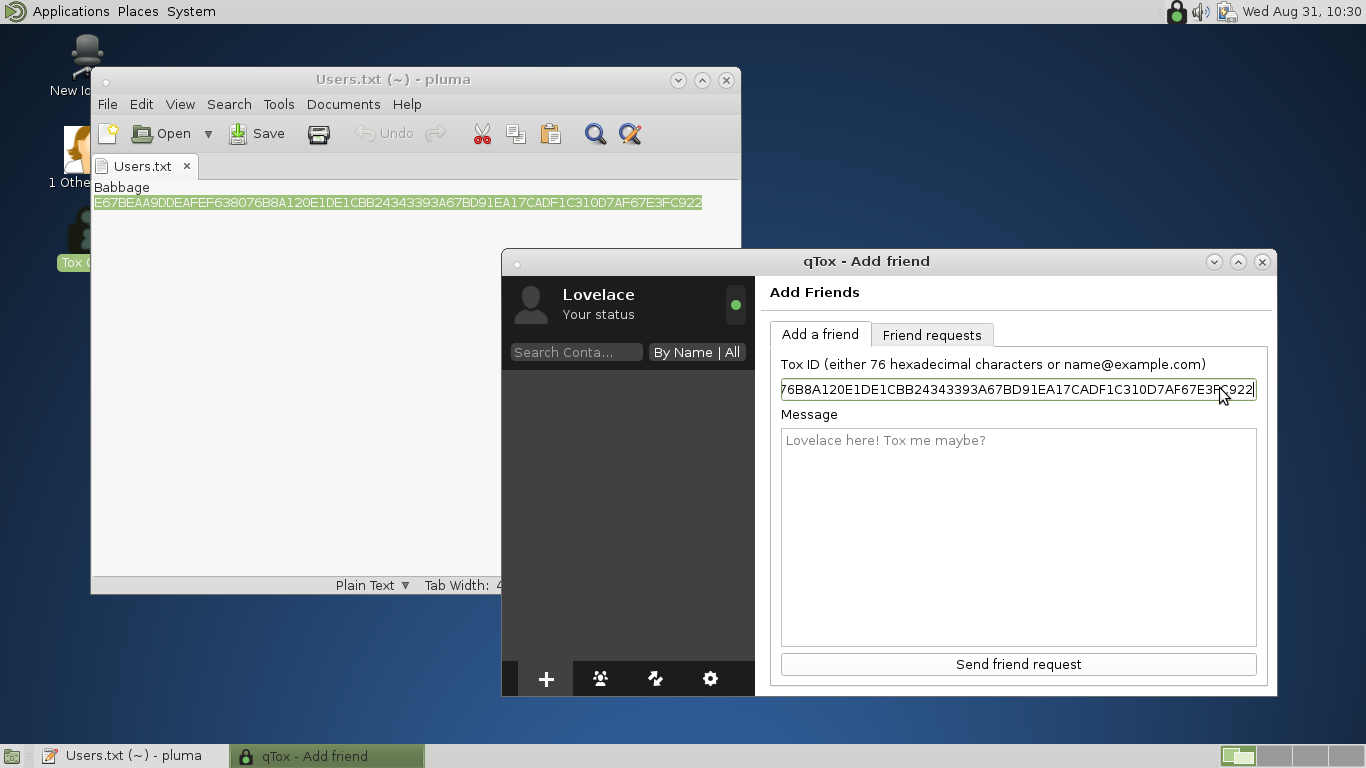 Applications Places System
Wed Aug 31, 10:30
New
Users.txt (~) - pluma
File Edit View Search Tools Documents Help
Open Save Undo
Users.txt
1
Babbage
E67BEAA9DDEAFEF638076B8A120E1DE1CBB24343393A67BD91EA17CADF1C310D7AF67E3FC922
Tox
Plain Text Tab Width:
qTox - Add friend
Lovelace
Your status
Search Conta...
By Name | All
Add Friends
Add a friend Friend requests
Tox ID (either 76 hexadecimal characters or name@example.com)
76B8A120E1DE1CBB24343393A67BD91EA17CADF1C310D7AF67E3FC922
Message
Lovelace here! Tox me maybe?
Send friend request
Users.txt (~) - pluma
qTox - Add friend